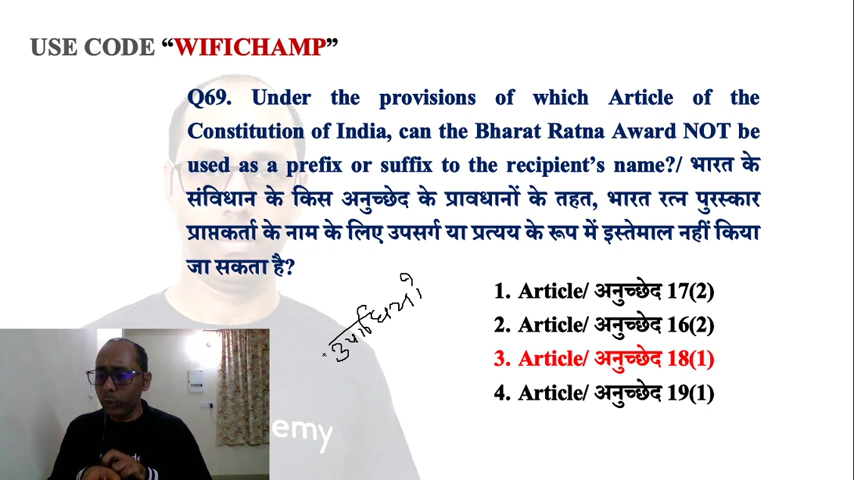 USE CODE “WIFICHAMP”
Q69. Under the provisions of which Article of the
Constitution of India, can the Bharat Ratna Award NOT be
used as a prefix or suffix to the recipient’s name?/ भारत के
संविधान के किस अनुच्छेद के प्रावधानों के तहत, भारत रत्न पुरस्कार
प्राप्तकर्ता के नाम के लिए उपसर्ग या प्रत्यय के रूप में इस्तेमाल नहीं किया
जा सकता है?
1. Article/ अनुच्छेद 17(2)
2. Article/ अनुच्छेद 16(2)
3. Article/ अनुच्छेद 18(1)
4. Article/ अनुच्छेद 19(1)
emy